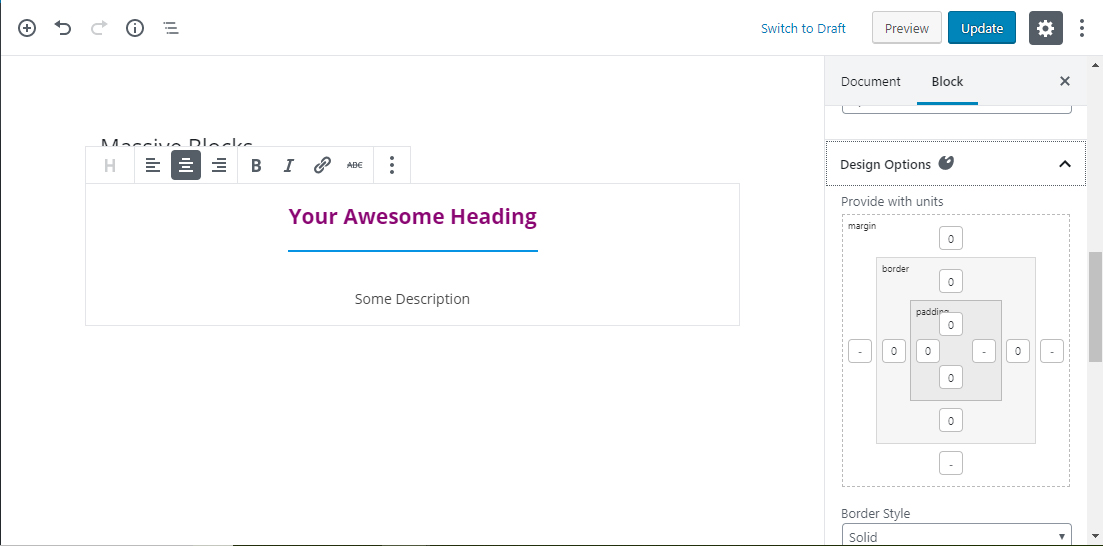 Switch to Draft
Preview
Update
Document
Block
Massive Blocks
H
B
I
ABC
Your Awesome Heading
Some Description
Design Options
Provide with units
margin
0
border
0
padding
0
- 0 0 - 0 -
0
0
-
Border Style
Solid